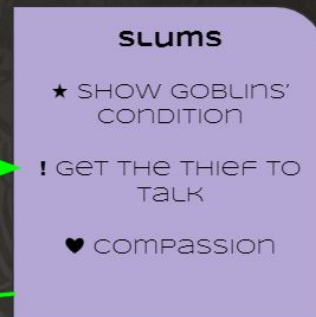 SLUMS
★ SHOW GOBLINS'
CONDITION
! GET THE THIEF TO
TALK
♥ COMPASSION